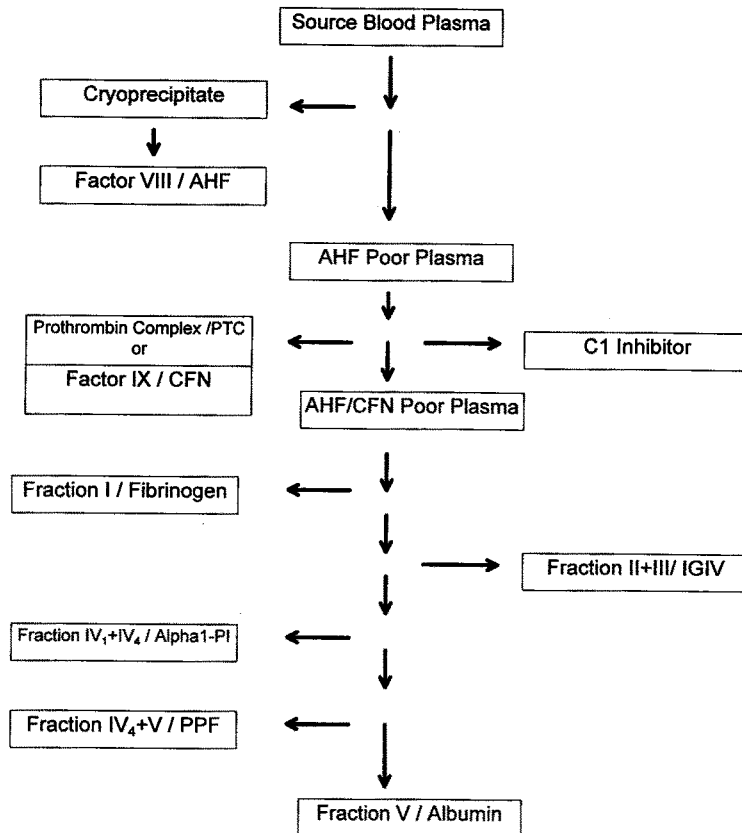 Source Blood Plasma
Cryoprecipitate
Factor VIII / AHF
AHF Poor Plasma
Prothrombin Complex /PTC
or
Factor IX / CFN
C1 Inhibitor
AHF/CFN Poor Plasma
Fraction I / Fibrinogen
Fraction II+III/ IGIV
Fraction IV₁+IV₄ / Alpha1-PI
Fraction IV₄+V / PPF
Fraction V / Albumin